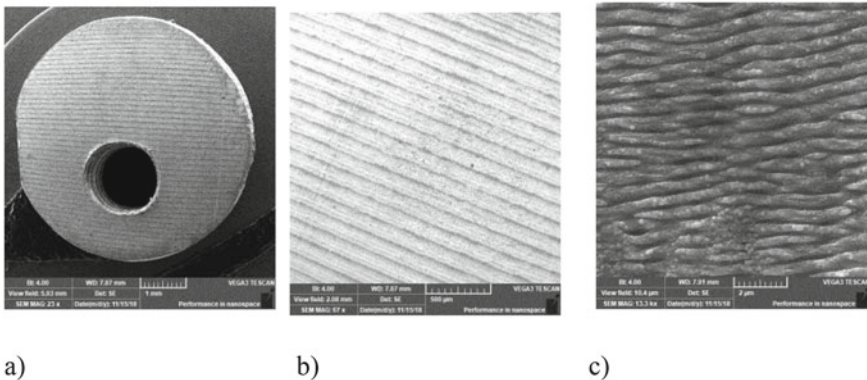 BI: 4.00 WD: 7.87 mm VEGA3 TESCAN
View field: 5.93 mm Det: SE 1 mm
SEM MAG: 23 x Date(m/d/y): 11/15/18 Performance in nanospace
BI: 4.00 WD: 7.87 mm VEGA3 TESCAN
View field: 2.08 mm Det: SE 500 µm
SEM MAG: 67 x Date(m/d/y): 11/15/18 Performance in nanospace
BI: 4.00 WD: 7.91 mm VEGA3 TESCAN
View field: 10.4 µm Det: SE 2 µm
SEM MAG: 13.3 kx Date(m/d/y): 11/15/18 Performance in nanospace
a) b) c)